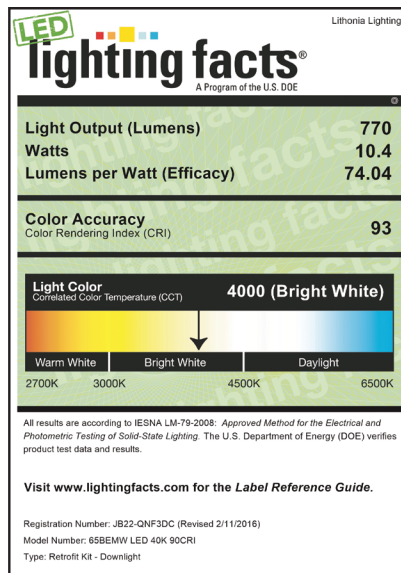 Lithonia Lighting
LED
lighting facts®
A Program of the U.S. DOE
Light Output (Lumens) 770
Watts 10.4
Lumens per Watt (Efficacy) 74.04
Color Accuracy
Color Rendering Index (CRI) 93
Light Color
Correlated Color Temperature (CCT) 4000 (Bright White)
Warm White Bright White Daylight
2700K 3000K 4500K 6500K
All results are according to IESNA LM-79-2008: Approved Method for the Electrical and
Photometric Testing of Solid-State Lighting. The U.S. Department of Energy (DOE) verifies
product test data and results.
Visit www.lightingfacts.com for the Label Reference Guide.
Registration Number: JB22-QNF3DC (Revised 2/11/2016)
Model Number: 65BEMW LED 40K 90CRI
Type: Retrofit Kit - Downlight